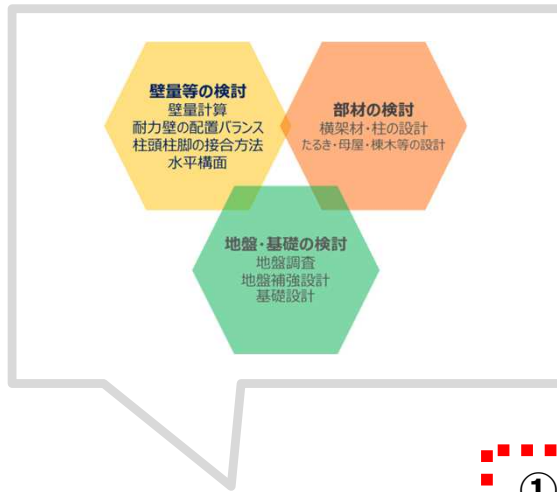 壁量等の検討
壁量計算
耐力壁の配置バランス
柱頭柱脚の接合方法
水平構面
部材の検討
横架材・柱の設計
たるき・母屋・棟木等の設計
地盤・基礎の検討
地盤調査
地盤補強設計
基礎設計
①